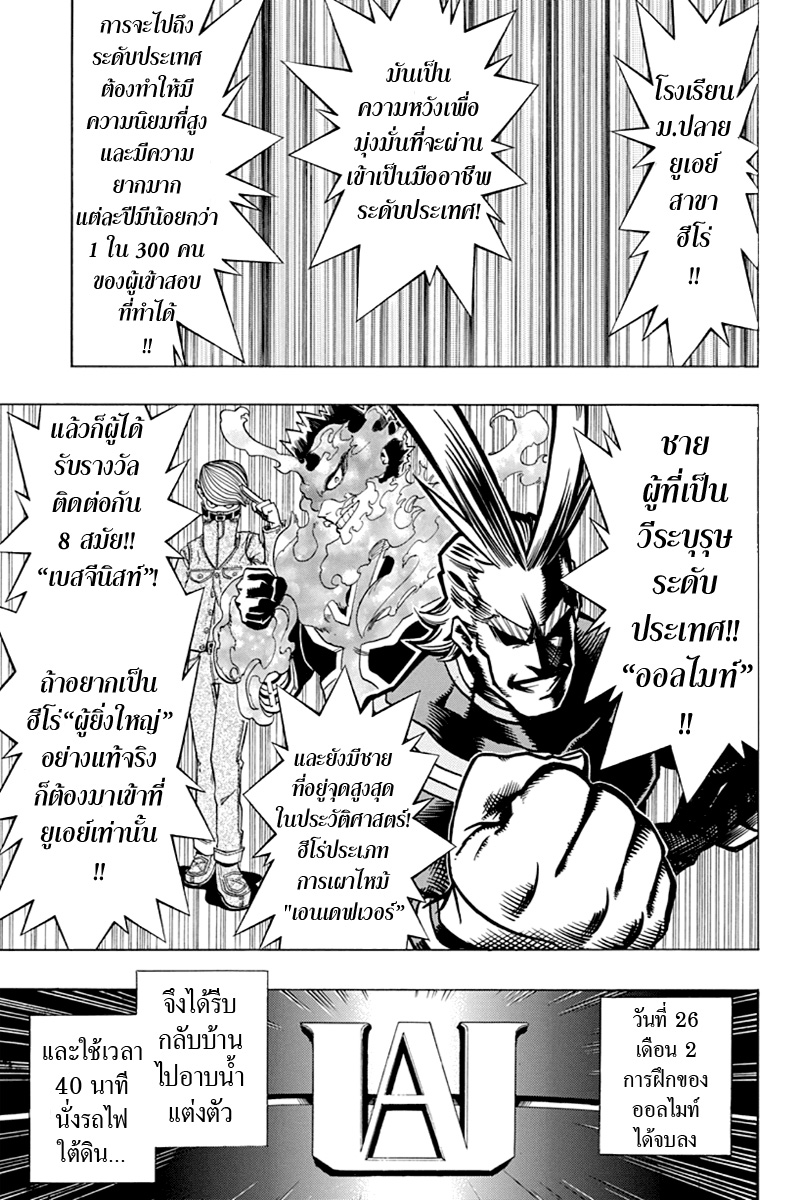 โรงเรียน
ม.ปลาย
ยูเอย์
สาขา
ฮีโร่
!!
มันเป็น
ความหวังเพื่อ
มุ่งมั่นที่จะผ่าน
เข้าเป็นมืออาชีพ
ระดับประเทศ!
การจะไปถึง
ระดับประเทศ
ต้องทำให้มี
ความนิยมที่สูง
และมีความ
ยากมาก
แต่ละปีมีน้อยกว่า
1 ใน 300 คน
ของผู้เข้าสอบ
ที่ทำได้
!!
ชาย
ผู้ที่เป็น
วีระบุรุษ
ระดับ
ประเทศ!!
“ออลไมท์”
!!
และยังมีชาย
ที่อยู่จุดสูงสุด
ในประวัติศาสตร์!
ฮีโร่ประเภท
การเผาไหม้
"เอนเดฟเวอร์”
แล้วก็ผู้ได้
รับรางวัล
ติดต่อกัน
8 สมัย!!
“เบสจีนิสท์”!
ถ้าอยากเป็น
ฮีโร่“ผู้ยิ่งใหญ่”
อย่างแท้จริง
ก็ต้องมาเข้าที่
ยูเอย์เท่านั้น
!!
วันที่ 26
เดือน 2
การฝึกของ
ออลไมท์
ได้จบลง
UA
จึงได้รีบ
กลับบ้าน
ไปอาบน้ำ
แต่งตัว
และใช้เวลา
40 นาที
นั่งรถไฟ
ใต้ดิน...